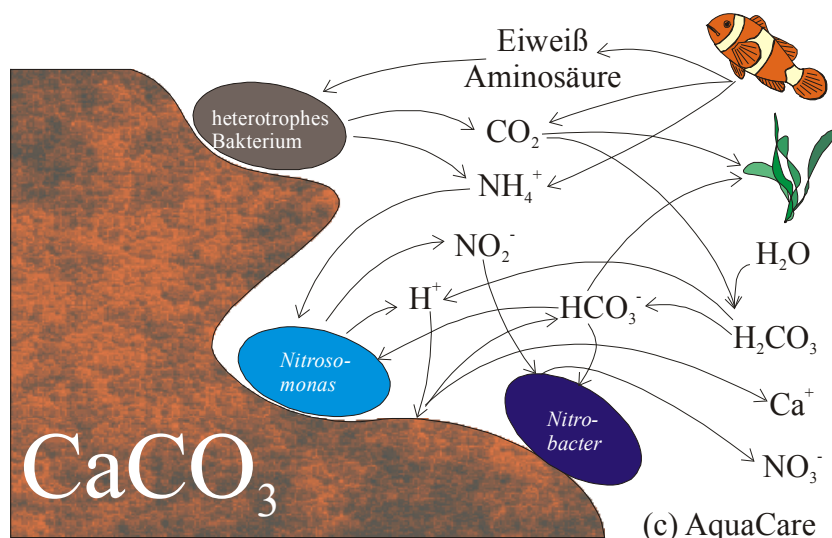 Eiweiß
Aminosäure
heterotrophes
Bakterium
CO₂
NH₄⁺
NO₂⁻
H₂O
H⁺
HCO₃⁻
H₂CO₃
Nitroso-
monas
Ca⁺
Nitro-
bacter
CaCO₃
NO₃⁻
(c) AquaCare